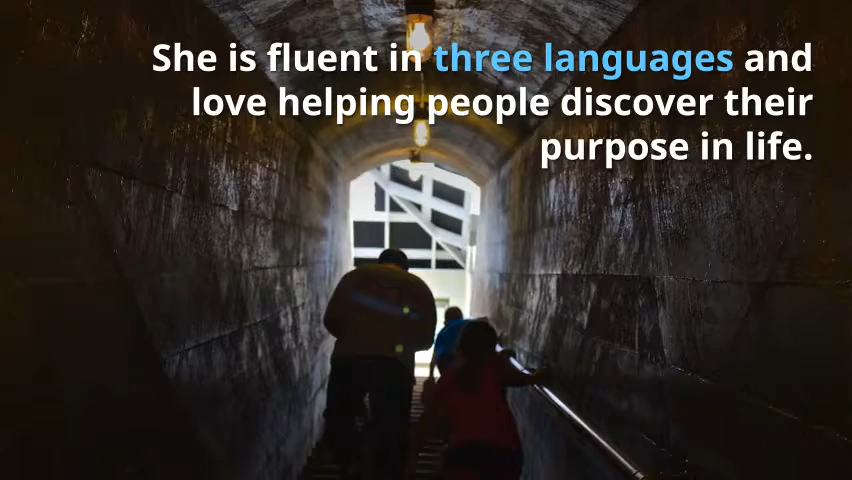 She is fluent in three languages and
love helping people discover their
purpose in life.